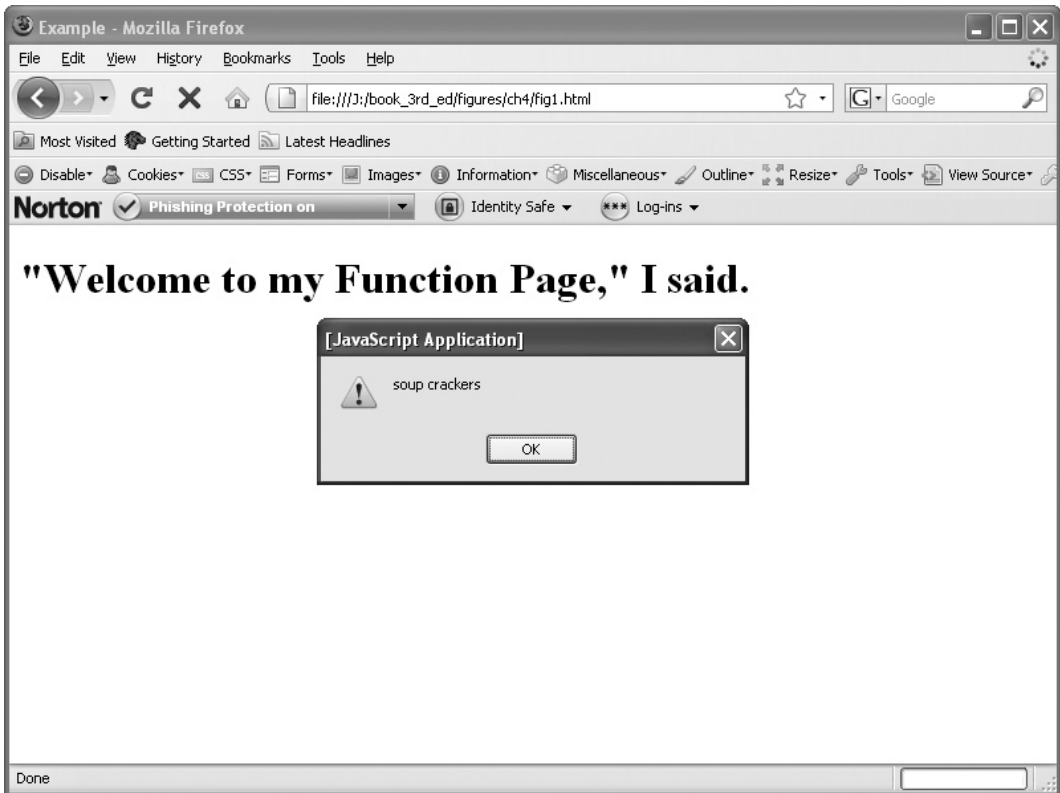 Example - Mozilla Firefox
File Edit View History Bookmarks Tools Help
file:///J:/book_3rd_ed/figures/ch4/fig1.html G Google
Most Visited Getting Started Latest Headlines
Disable Cookies CSS CSS Forms Images Information Miscellaneous Outline Resize Tools View Source
Norton Phishing Protection on Identity Safe *** Log-ins
"Welcome to my Function Page," I said.
[JavaScript Application]
soup crackers
OK
Done